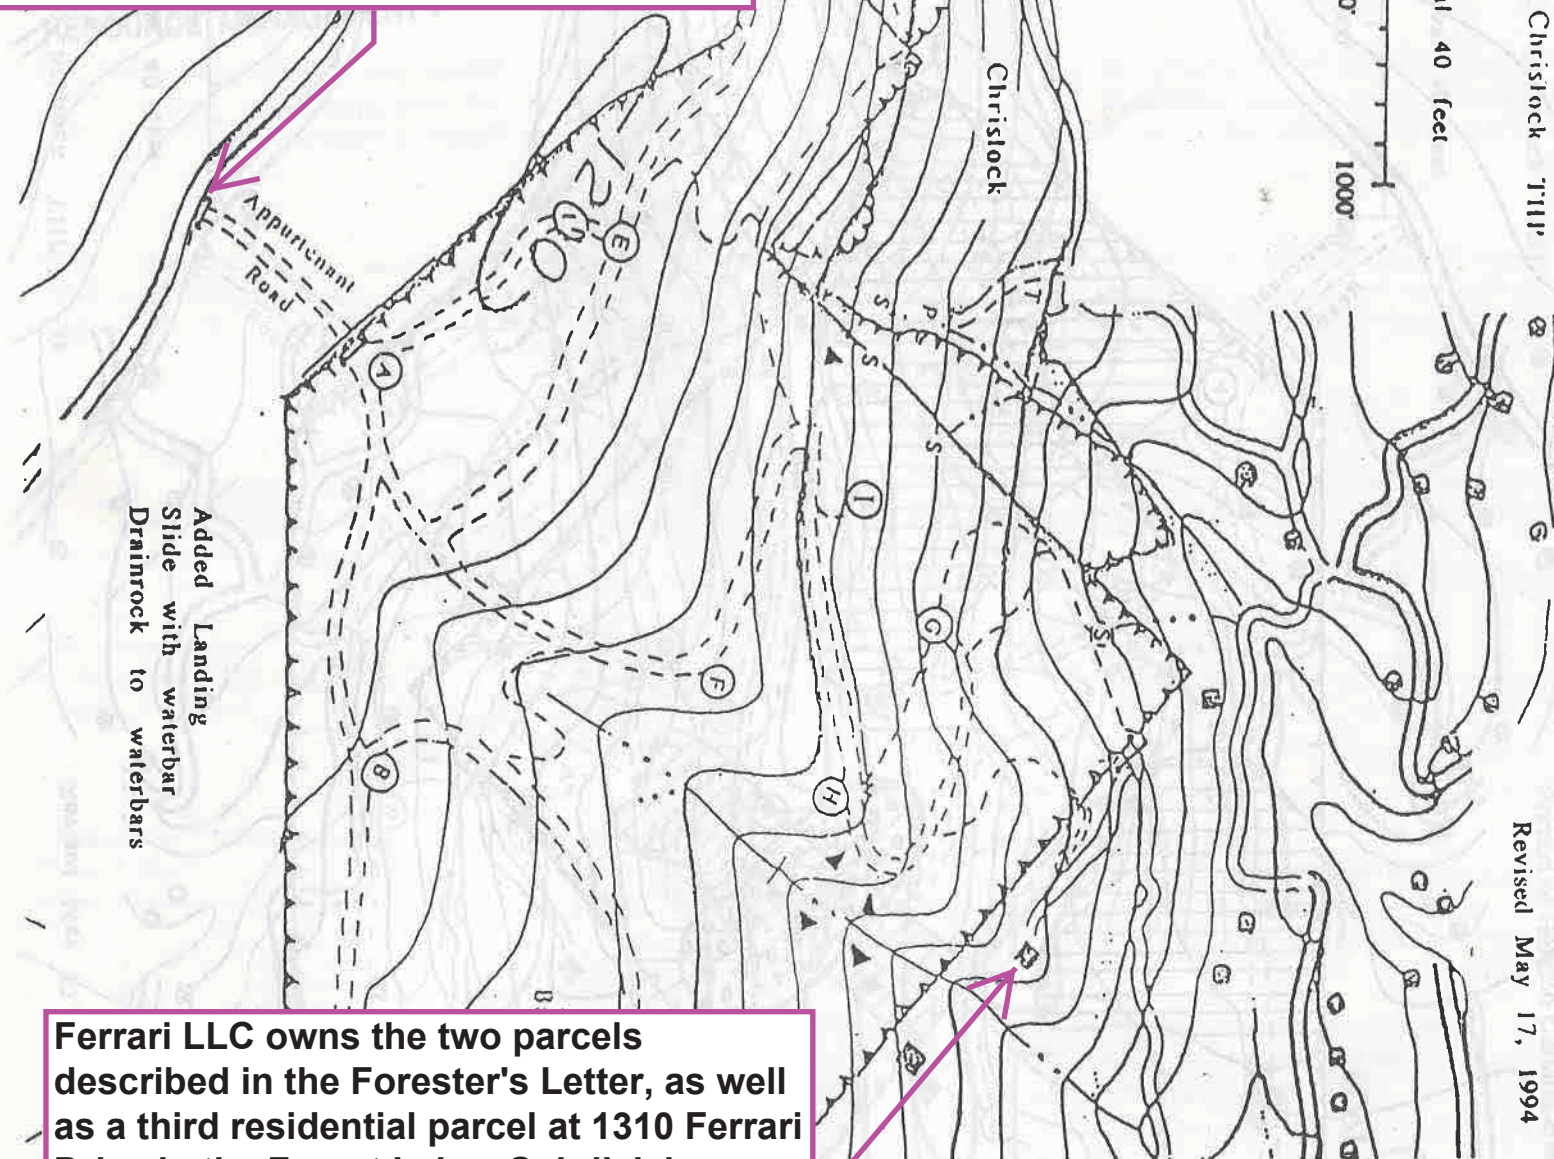 Chrislock THP
al 40 feet
0'
1000'
Chrislock
Appurtenant
Road
E
A
S
P
S
S
S
I
G
F
B
H
Added Landing
Slide with waterbar
Drainrock to waterbars
Revised May 17, 1994
Ferrari LLC owns the two parcels
described in the Forester's Letter, as well
as a third residential parcel at 1310 Ferrari